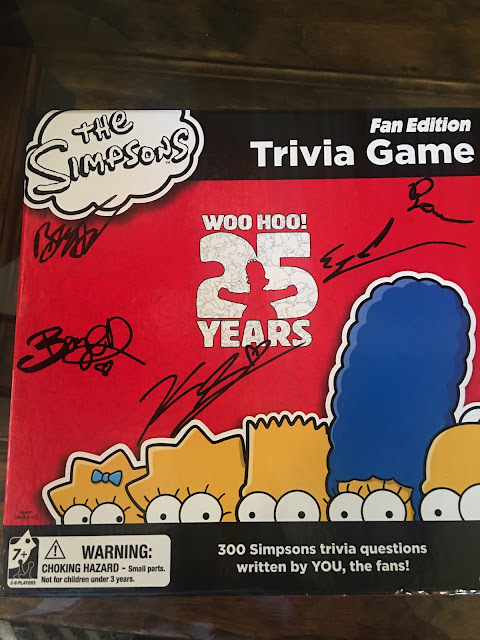 THE
SIMPSONS
Fan Edition
Trivia Game
WOO HOO!
25
YEARS
7+
2-6 PLAYERS
WARNING:
CHOKING HAZARD - Small parts.
Not for children under 3 years.
300 Simpsons trivia questions
written by YOU, the fans!